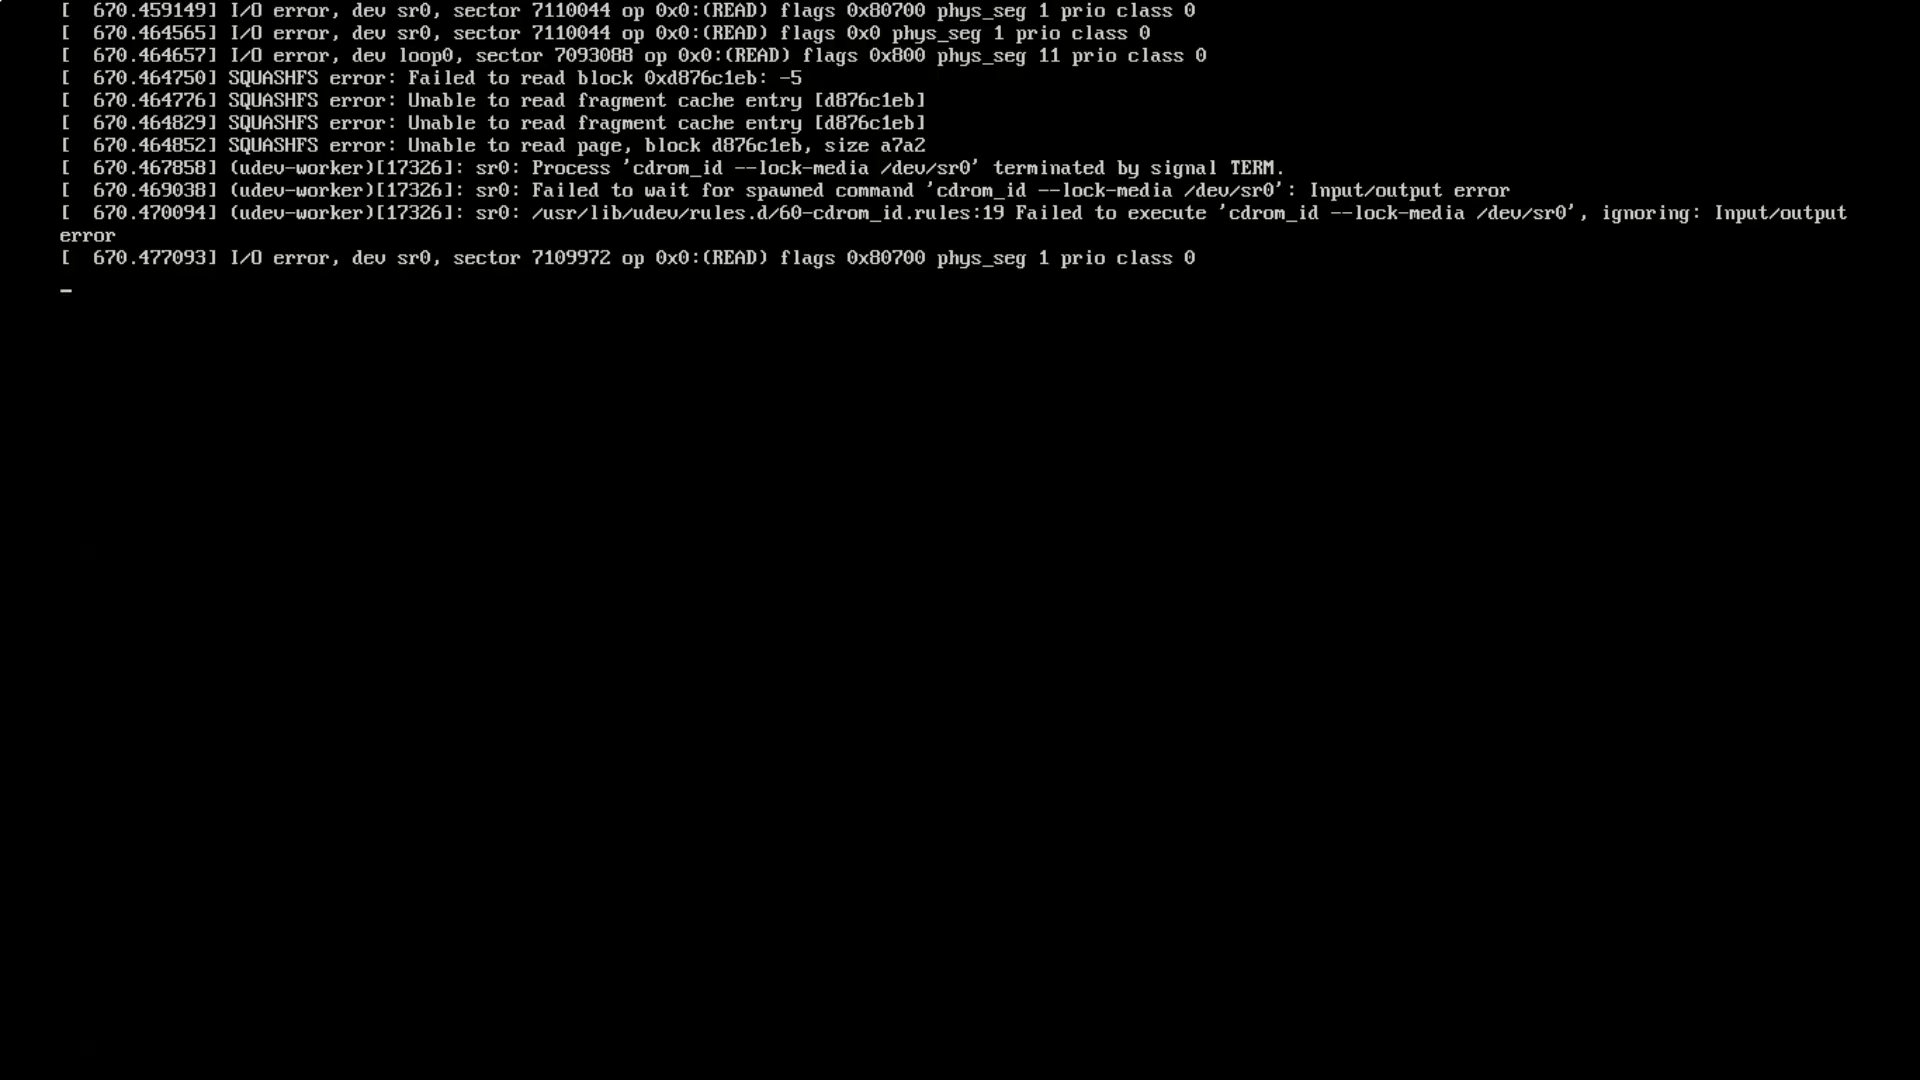 [  670.459149] I/O error, dev sr0, sector 7110044 op 0x0:(READ) flags 0x80700 phys_seg 1 prio class 0
[  670.464565] I/O error, dev sr0, sector 7110044 op 0x0:(READ) flags 0x0 phys_seg 1 prio class 0
[  670.464657] I/O error, dev loop0, sector 7093088 op 0x0:(READ) flags 0x800 phys_seg 11 prio class 0
[  670.464750] SQUASHFS error: Failed to read block 0xd876c1eb: -5
[  670.464776] SQUASHFS error: Unable to read fragment cache entry [d876c1eb]
[  670.464829] SQUASHFS error: Unable to read fragment cache entry [d876c1eb]
[  670.464852] SQUASHFS error: Unable to read page, block d876c1eb, size a7a2
[  670.467858] (udev-worker)[17326]: sr0: Process 'cdrom_id --lock-media /dev/sr0' terminated by signal TERM.
[  670.469038] (udev-worker)[17326]: sr0: Failed to wait for spawned command 'cdrom_id --lock-media /dev/sr0': Input/output error
[  670.470094] (udev-worker)[17326]: sr0: /usr/lib/udev/rules.d/60-cdrom_id.rules:19 Failed to execute 'cdrom_id --lock-media /dev/sr0', ignoring: Input/output
error
[  670.477093] I/O error, dev sr0, sector 7109972 op 0x0:(READ) flags 0x80700 phys_seg 1 prio class 0